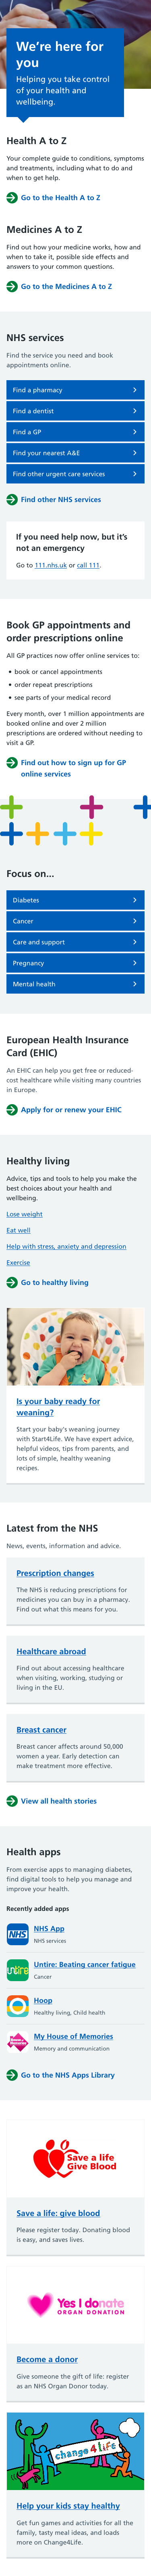 We're here for
you
Helping you take control
of your health and
wellbeing.
Health A to Z
Your complete guide to conditions, symptoms
and treatments, including what to do and
when to get help.
Go to the Health A to Z
Medicines A to Z
Find out how your medicine works, how and
when to take it, possible side effects and
answers to your common questions.
Go to the Medicines A to Z
NHS services
Find the service you need and book
appointments online.
Find a pharmacy
Find a dentist
Find a GP
Find your nearest A&E
Find other urgent care services
Find other NHS services
If you need help now, but it's
not an emergency
Go to 111.nhs.uk or call 111.
Book GP appointments and
order prescriptions online
All GP practices now offer online services to:
• book or cancel appointments
• order repeat prescriptions
• see parts of your medical record
Every month, over 1 million appointments are
booked online and over 2 million
prescriptions are ordered without needing to
visit a GP.
Find out how to sign up for GP
online services
Focus on...
Diabetes
Cancer
Care and support
Pregnancy
Mental health
European Health Insurance
Card (EHIC)
An EHIC can help you get free or reduced-
cost healthcare while visiting many countries
in Europe.
Apply for or renew your EHIC
Healthy living
Advice, tips and tools to help you make the
best choices about your health and
wellbeing.
Lose weight
Eat well
Help with stress, anxiety and depression
Exercise
Go to healthy living
Is your baby ready for
weaning?
Start your baby's weaning journey
with Start4Life. We have expert advice,
helpful videos, tips from parents, and
lots of simple, healthy weaning
recipes.
Latest from the NHS
News, events, information and advice.
Prescription changes
The NHS is reducing prescriptions for
medicines you can buy in a pharmacy.
Find out what this means for you.
Healthcare abroad
Find out about accessing healthcare
when visiting, working, studying or
living in the EU.
Breast cancer
Breast cancer affects around 50,000
women a year. Early detection can
make treatment more effective.
View all health stories
Health apps
From exercise apps to managing diabetes,
find digital tools to help you manage and
improve your health.
Recently added apps
NHS
NHS App
NHS services
untire
Untire: Beating cancer fatigue
Cancer
Hoop
Healthy living, Child health
My House of Memories
Memory and communication
Go to the NHS Apps Library
Save a life
Give Blood
Save a life: give blood
Please register today. Donating blood
is easy, and saves lives.
Yes I donate
ORGAN DONATION
Become a donor
Give someone the gift of life: register
as an NHS Organ Donor today.
change4life
Help your kids stay healthy
Get fun games and activities for all the
family, tasty meal ideas, and loads
more on Change4Life.